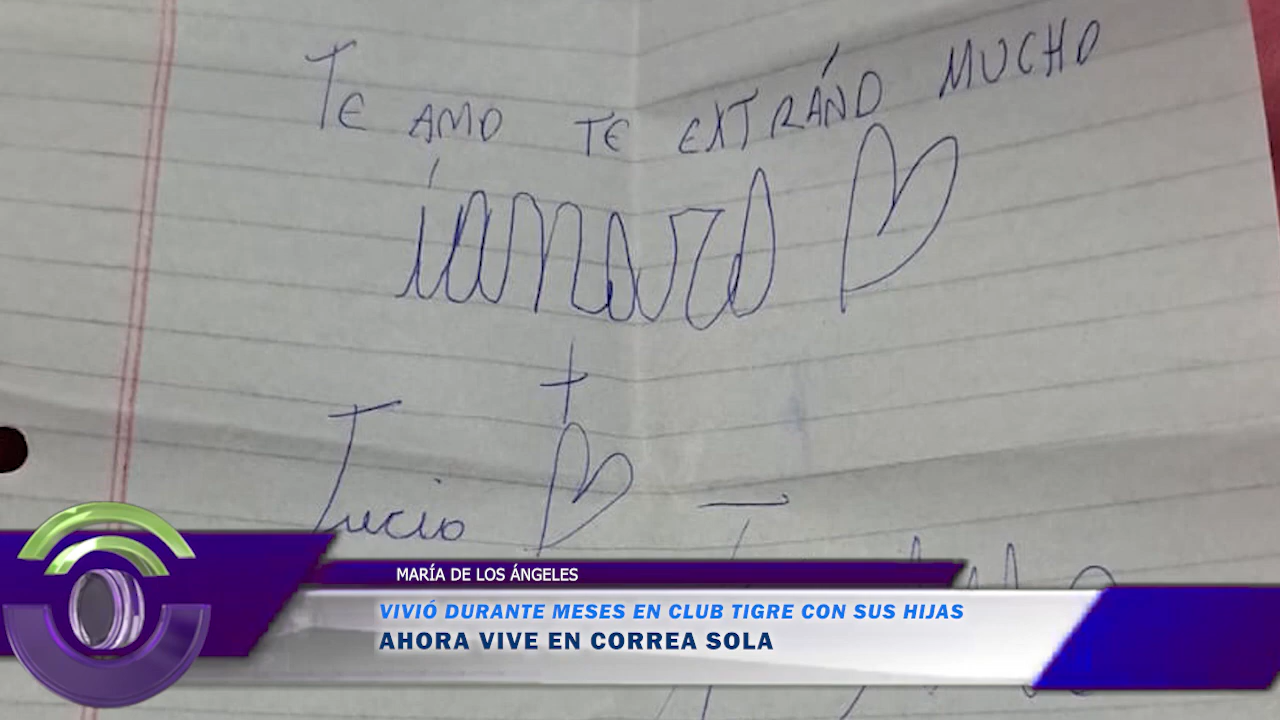 TE AMO TE EXTRÁÑO MUCHO
Lucio
MARÍA DE LOS ÁNGELES
VIVIÓ DURANTE MESES EN CLUB TIGRE CON SUS HIJAS
AHORA VIVE EN CORREA SOLA